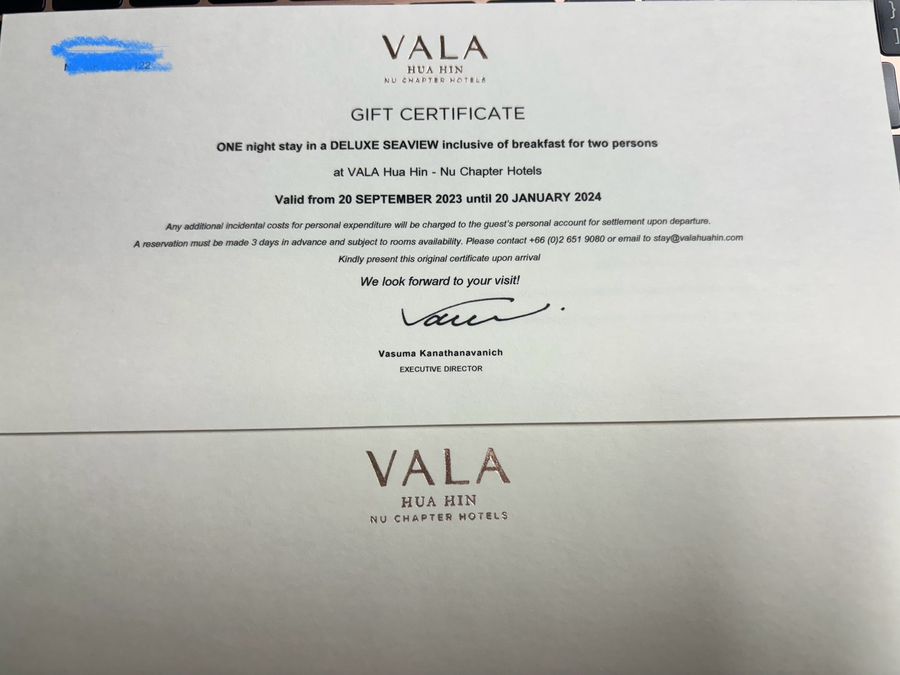 22
VALA
HUA HIN
NU CHAPTER HOTELS
GIFT CERTIFICATE
ONE night stay in a DELUXE SEAVIEW inclusive of breakfast for two persons
at VALA Hua Hin - Nu Chapter Hotels
Valid from 20 SEPTEMBER 2023 until 20 JANUARY 2024
Any additional incidental costs for personal expenditure will be charged to the guest's personal account for settlement upon departure.
A reservation must be made 3 days in advance and subject to rooms availability. Please contact +66 (0)2 651 9080 or email to stay@valahuahin.com
Kindly present this original certificate upon arrival
We look forward to your visit!
Vasuma Kanathanavanich
EXECUTIVE DIRECTOR
VALA
HUA HIN
NU CHAPTER HOTELS